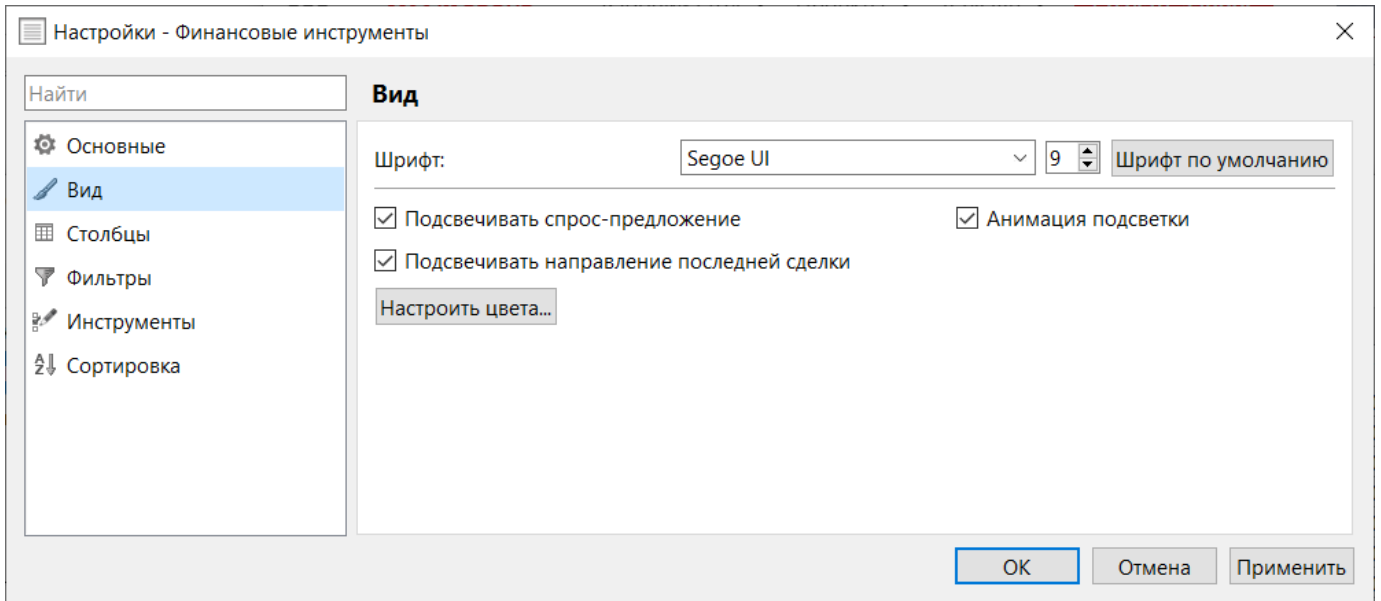 Настройки - Финансовые инструменты
Найти
Основные
Вид
Столбцы
Фильтры
Инструменты
Сортировка
Вид
Шрифт: Segoe UI 9 Шрифт по умолчанию
Подсвечивать спрос-предложение Анимация подсветки
Подсвечивать направление последней сделки
Настроить цвета...
ОК Отмена Применить